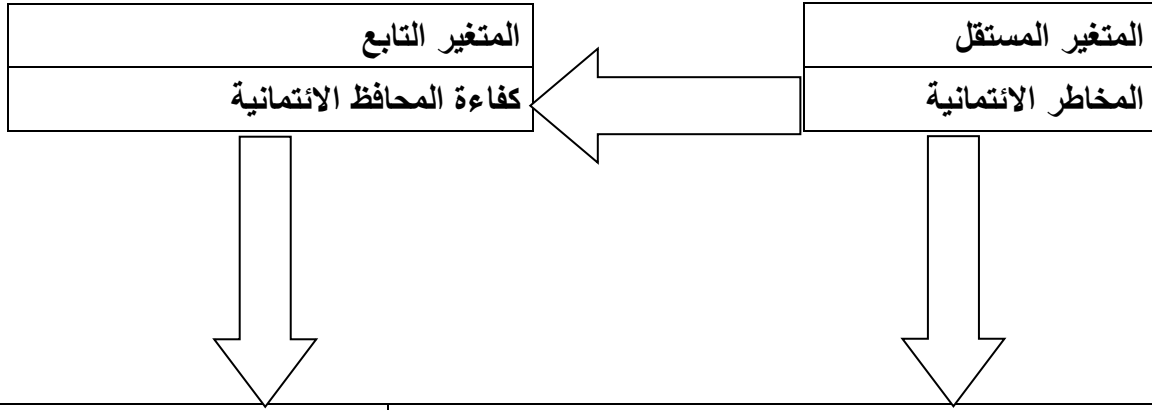 المتغير المستقل
المخاطر الائتمانية
المتغير التابع
كفاءة المحافظ الائتمانية